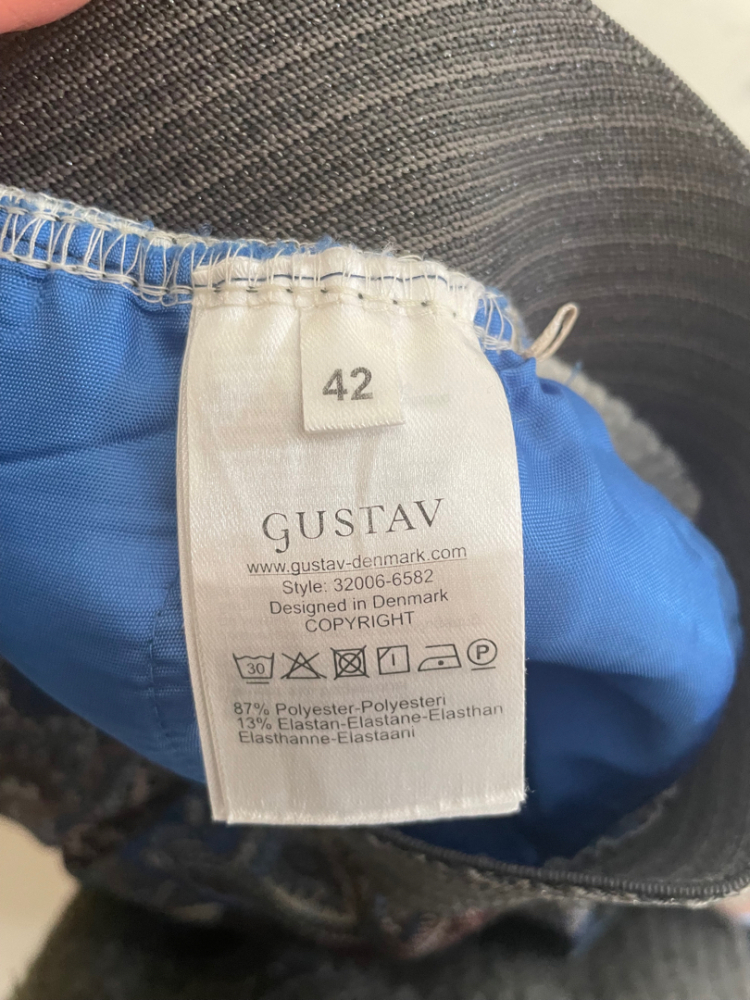 42
GUSTAV
www.gustav-denmark.com
Style: 32006-6582
Designed in Denmark
COPYRIGHT
30 P
87% Polyester-Polyesteri
13% Elastan-Elastane-Elasthan
Elasthanne-Elastaani